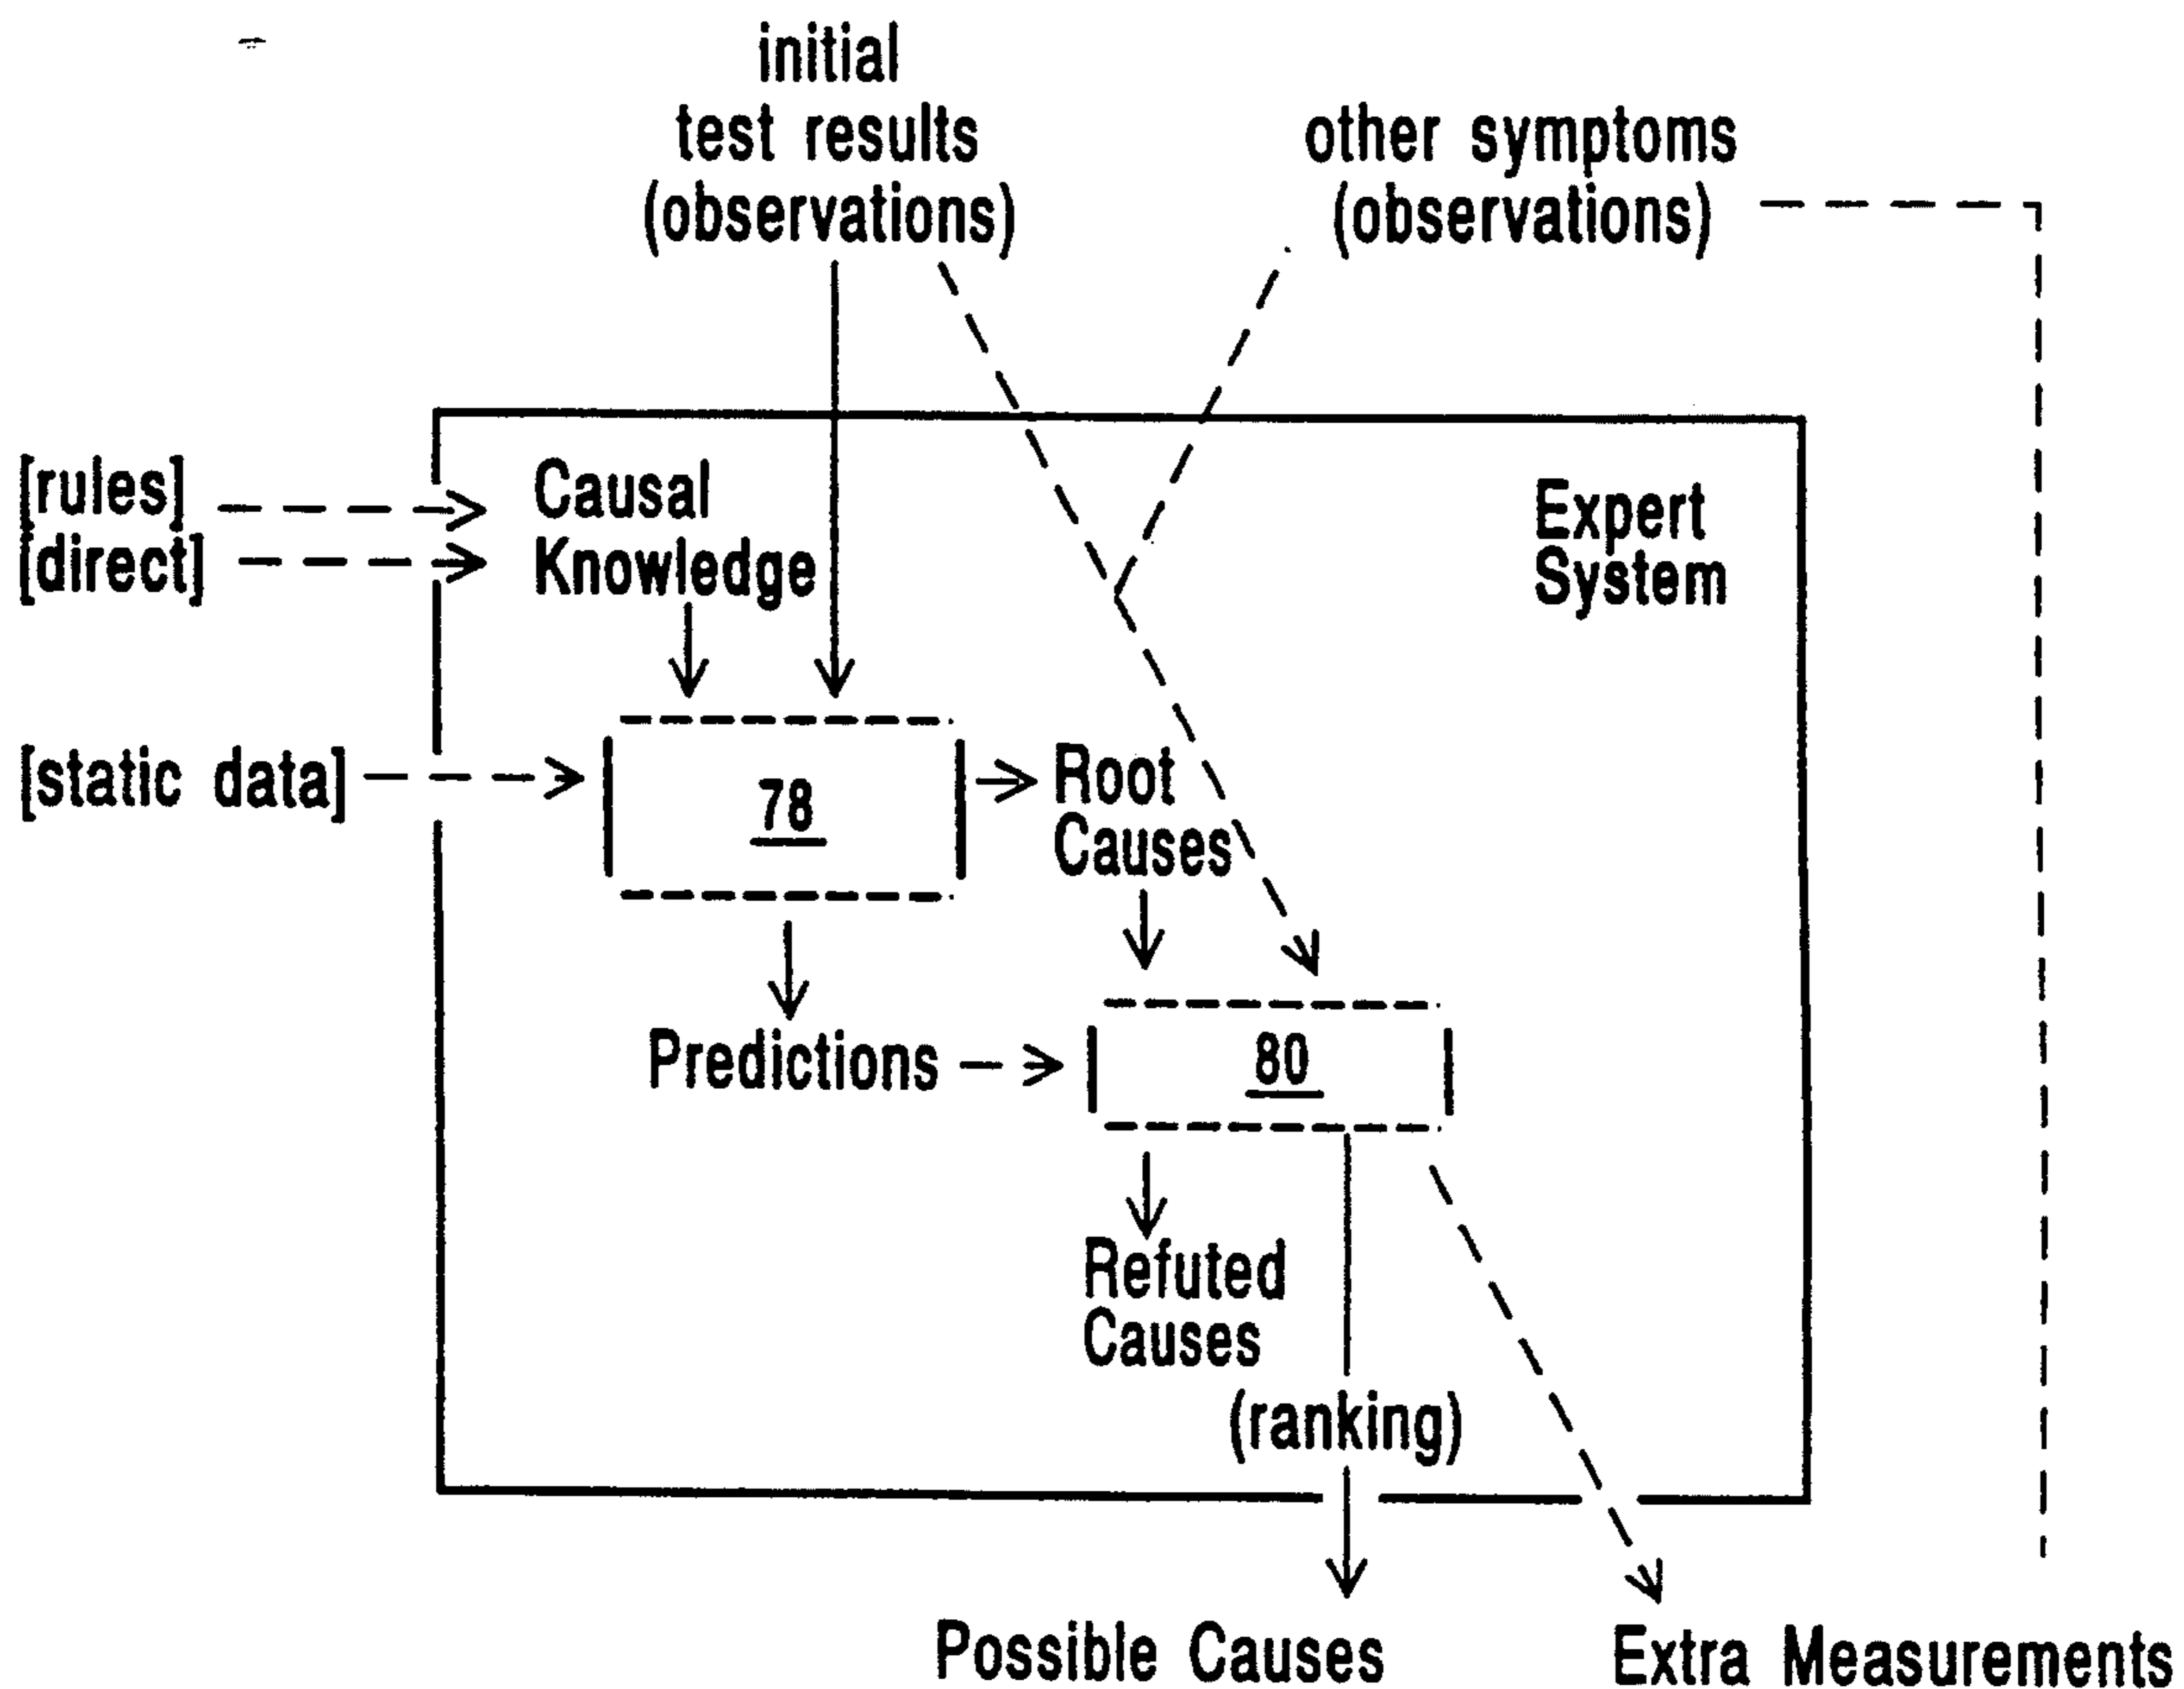 initial
test results
(observations)
other symptoms
(observations)
[rules]
[direct]
Causal
Knowledge
Expert
System
[static data]
78
Root
Causes
Predictions
80
Refuted
Causes
(ranking)
Possible Causes
Extra Measurements